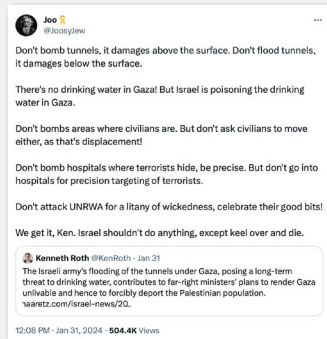 Joo 🎗
@JoosyJew
Don't bomb tunnels, it damages above the surface. Don't flood tunnels,
it damages below the surface.
There's no drinking water in Gaza! But Israel is poisoning the drinking
water in Gaza.
Don't bombs areas where civilians are. But don't ask civilians to move
either, as that's displacement!
Don't bomb hospitals where terrorists hide, be precise. But don't go into
hospitals for precision targeting of terrorists.
Don't attack UNRWA for a litany of wickedness, celebrate their good bits!
We get it, Ken. Israel shouldn't do anything, except keel over and die.
Kenneth Roth @KenRoth · Jan 31
The Israeli army's flooding of the tunnels under Gaza, posing a long-
term threat to drinking water, contributes to far-right ministers' plans to render Gaza
unlivable and hence to forcibly deport the Palestinian population.
haaretz.com/israel-news/20..
12:08 PM · Jan 31, 2024 · 504.4K Views